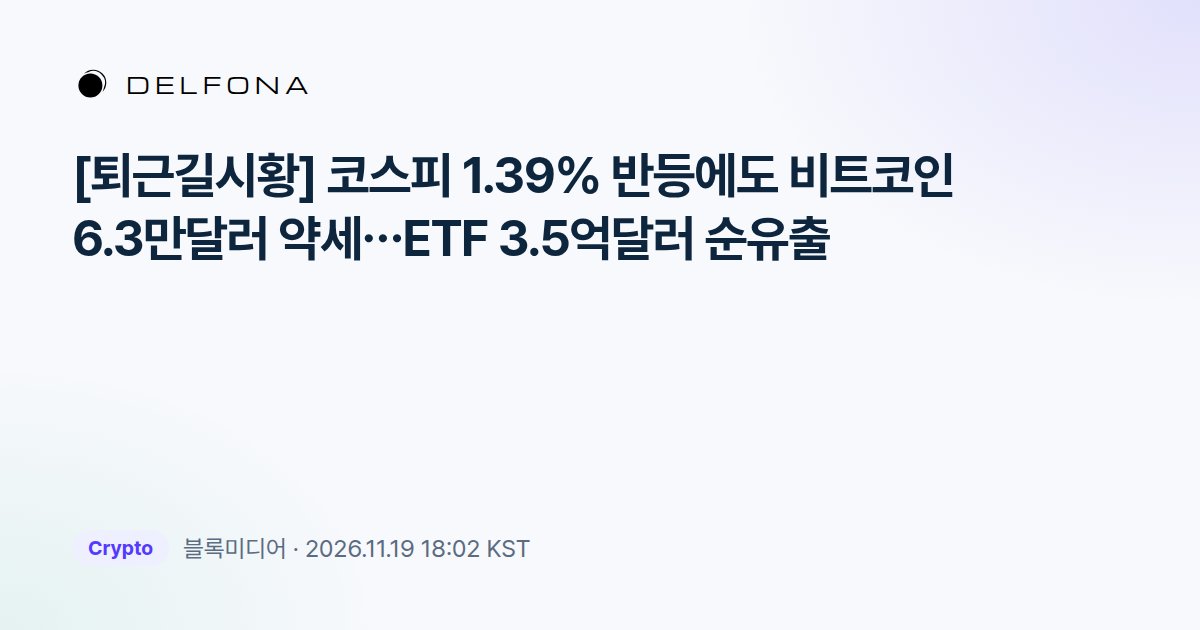 DELFONA
[퇴근길시황] 코스피 1.39% 반등에도 비트코인
6.3만달러 약세···ETF 3.5억달러 순유출
Crypto 블록미디어 · 2026.11.19 18:02 KST